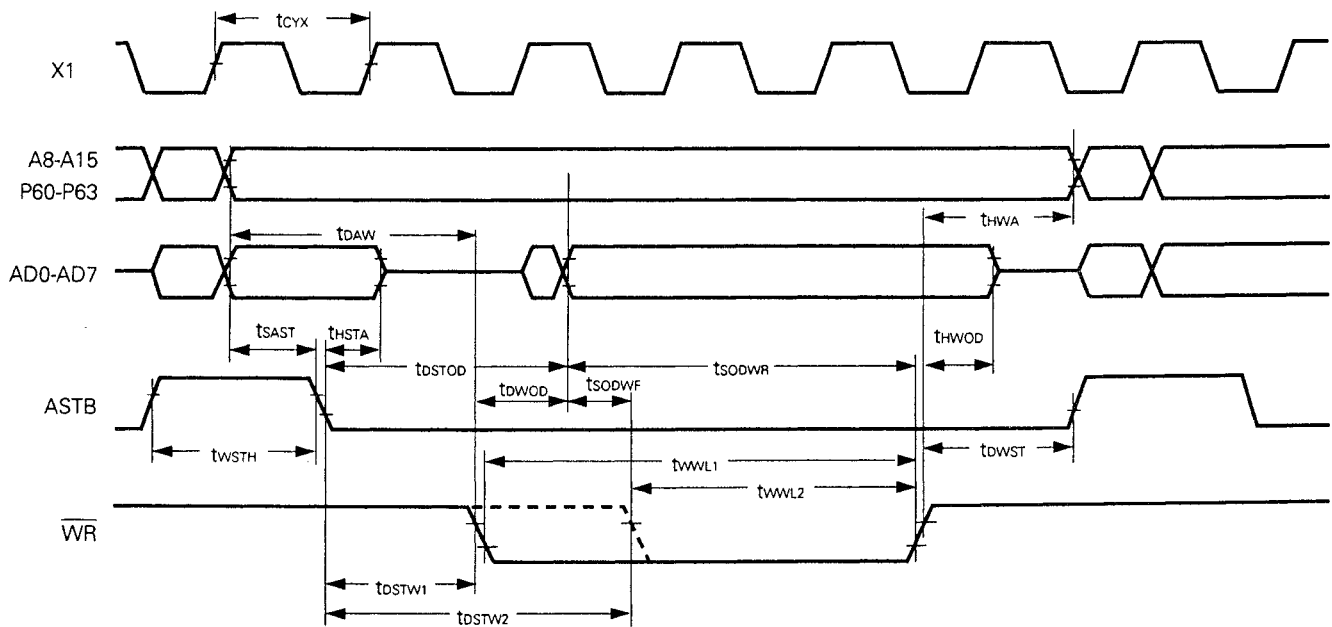 tCYX
X1
A8-A15
P60-P63
tHWA
tDAW
AD0-AD7
tSAST
tHSTA
tHWOD
tDSTOD
tSODWR
tDWOD
tSODWF
ASTB
tWSTH
tDWST
tWWL1
tWWL2
WR
tDSTW1
tDSTW2